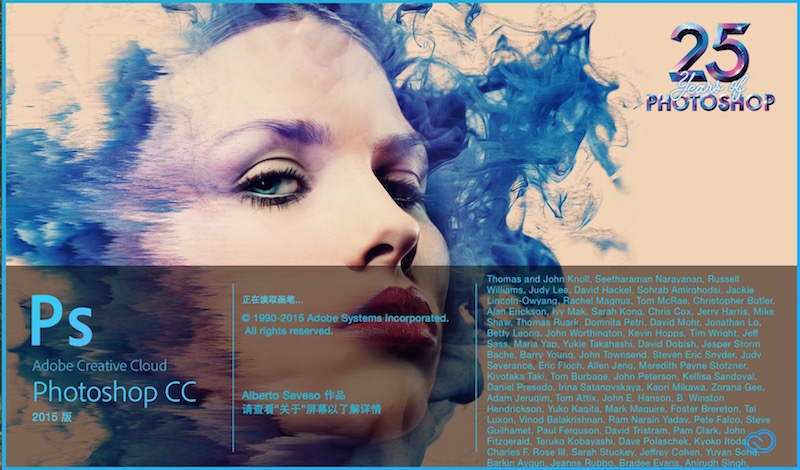 25
Years of
PHOTOSHOP
Ps
Adobe Creative Cloud
Photoshop CC
2015 版
正在读取画笔...
© 1990-2015 Adobe Systems Incorporated.
All rights reserved.
Alberto Seveso 作品
请查看“关于”屏幕以了解详情
Thomas and John Knoll, Seetharaman Narayanan, Russell
Williams, Judy Lee, David Hackel, Sohrab Amirghodsi, Jackie
Lincoln-Owyang, Rachel Magnus, Tom McRae, Christopher Butler,
Alan Erickson, Ivy Mak, Sarah Kong, Chris Cox, Jerry Harris, Mike
Shaw, Thomas Ruark, Domnita Petri, David Mohr, Jonathan Lo,
Betty Leong, John Worthington, Kevin Hopps, Tim Wright, Jeff
Sass, Maria Yap, Yukie Takahashi, David Dobish, Jesper Storm
Bache, Barry Young, John Townsend, Steven Eric Snyder, Judy
Severance, Eric Floch, Allen Jeng, Meredith Payne Stotzner,
Kiyotaka Taki, Tom Burbage, John Peterson, Kellisa Sandoval,
Daniel Presedo, Irina Satanovskaya, Kaori Mikawa, Zorana Gee,
Adam Jerugim, Tom Attix, John E. Hanson, B. Winston
Hendrickson, Yuko Kagita, Mark Maguire, Foster Brereton, Tai
Luxon, Vinod Balakrishnan, Ram Narain Yadav, Pete Falco, Steve
Guilhamet, Paul Ferguson, David Tristram, Pam Clark, John
Fitzgerald, Teruko Kobayashi, Dave Polaschek, Kyoko Itoda,
Charles F. Rose III, Sarah Stuckey, Jeffrey Cohen, Yuyan Song,
Barkin Aygun, Jeanne Rubbo, Bradee Evans, Anirudh Singh,